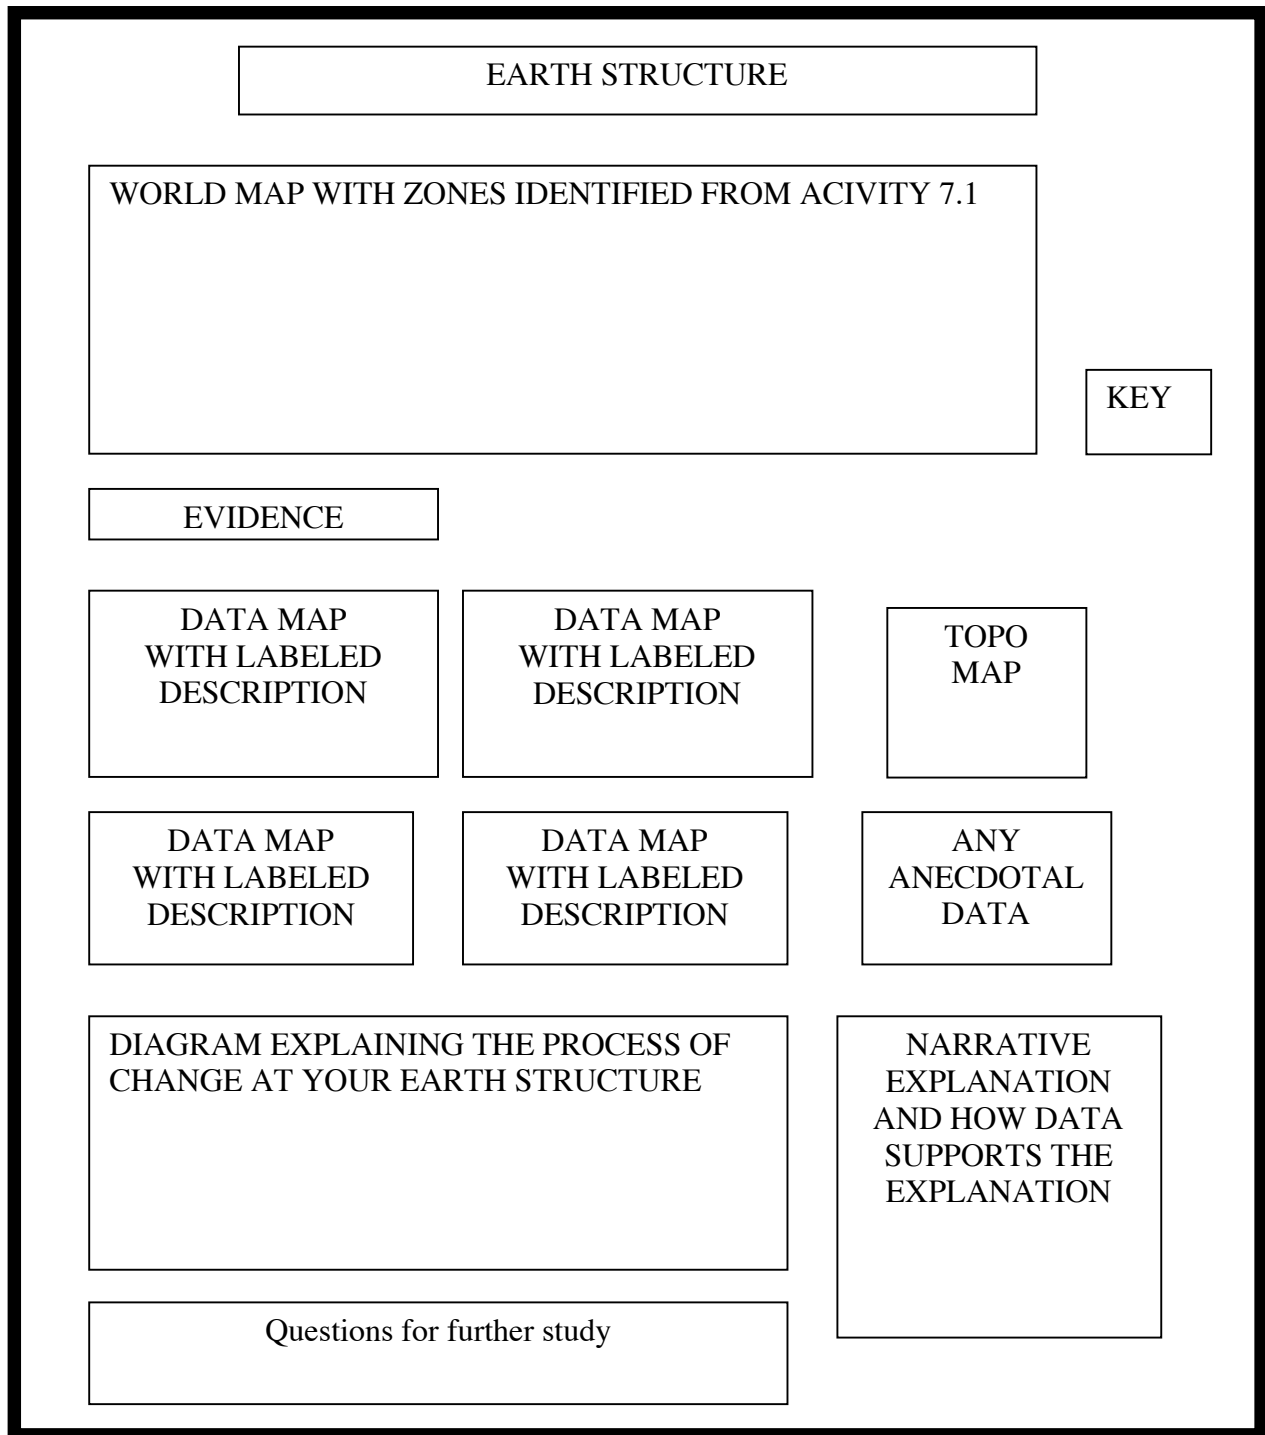 EARTH STRUCTURE
WORLD MAP WITH ZONES IDENTIFIED FROM ACIVITY 7.1
KEY
EVIDENCE
DATA MAP
WITH LABELED
DESCRIPTION
DATA MAP
WITH LABELED
DESCRIPTION
TOPO
MAP
DATA MAP
WITH LABELED
DESCRIPTION
DATA MAP
WITH LABELED
DESCRIPTION
ANY
ANECDOTAL
DATA
DIAGRAM EXPLAINING THE PROCESS OF
CHANGE AT YOUR EARTH STRUCTURE
NARRATIVE
EXPLANATION
AND HOW DATA
SUPPORTS THE
EXPLANATION
Questions for further study